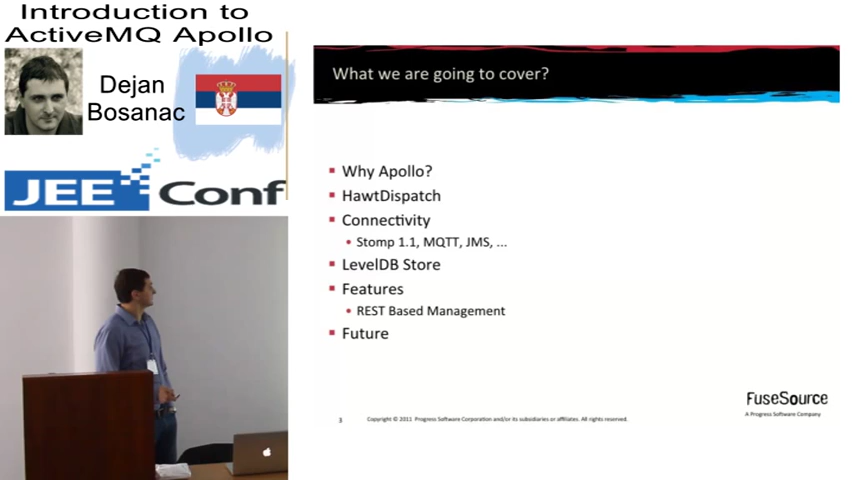 Introduction to
ActiveMQ Apollo
Dejan
Bosanac
JEE Conf
What we are going to cover?
Why Apollo?
HawtDispatch
Connectivity
Stomp 1.1, MQTT, JMS, ...
LevelDB Store
Features
REST Based Management
Future
3
Copyright © 2011 Progress Software Corporation and/or its subsidiaries or affiliates. All rights reserved.
FuseSource
A Progress Software Company